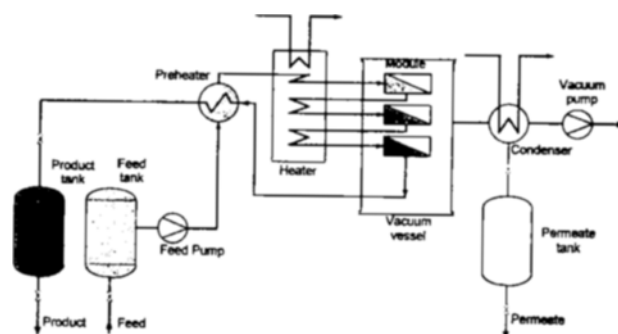 Module
Preheater
Vacuum
pump
Product
tank
Feed
tank
Heater
Condenser
Feed Pump
Vacuum
vessel
Permeate
tank
Product
Feed
Permeate